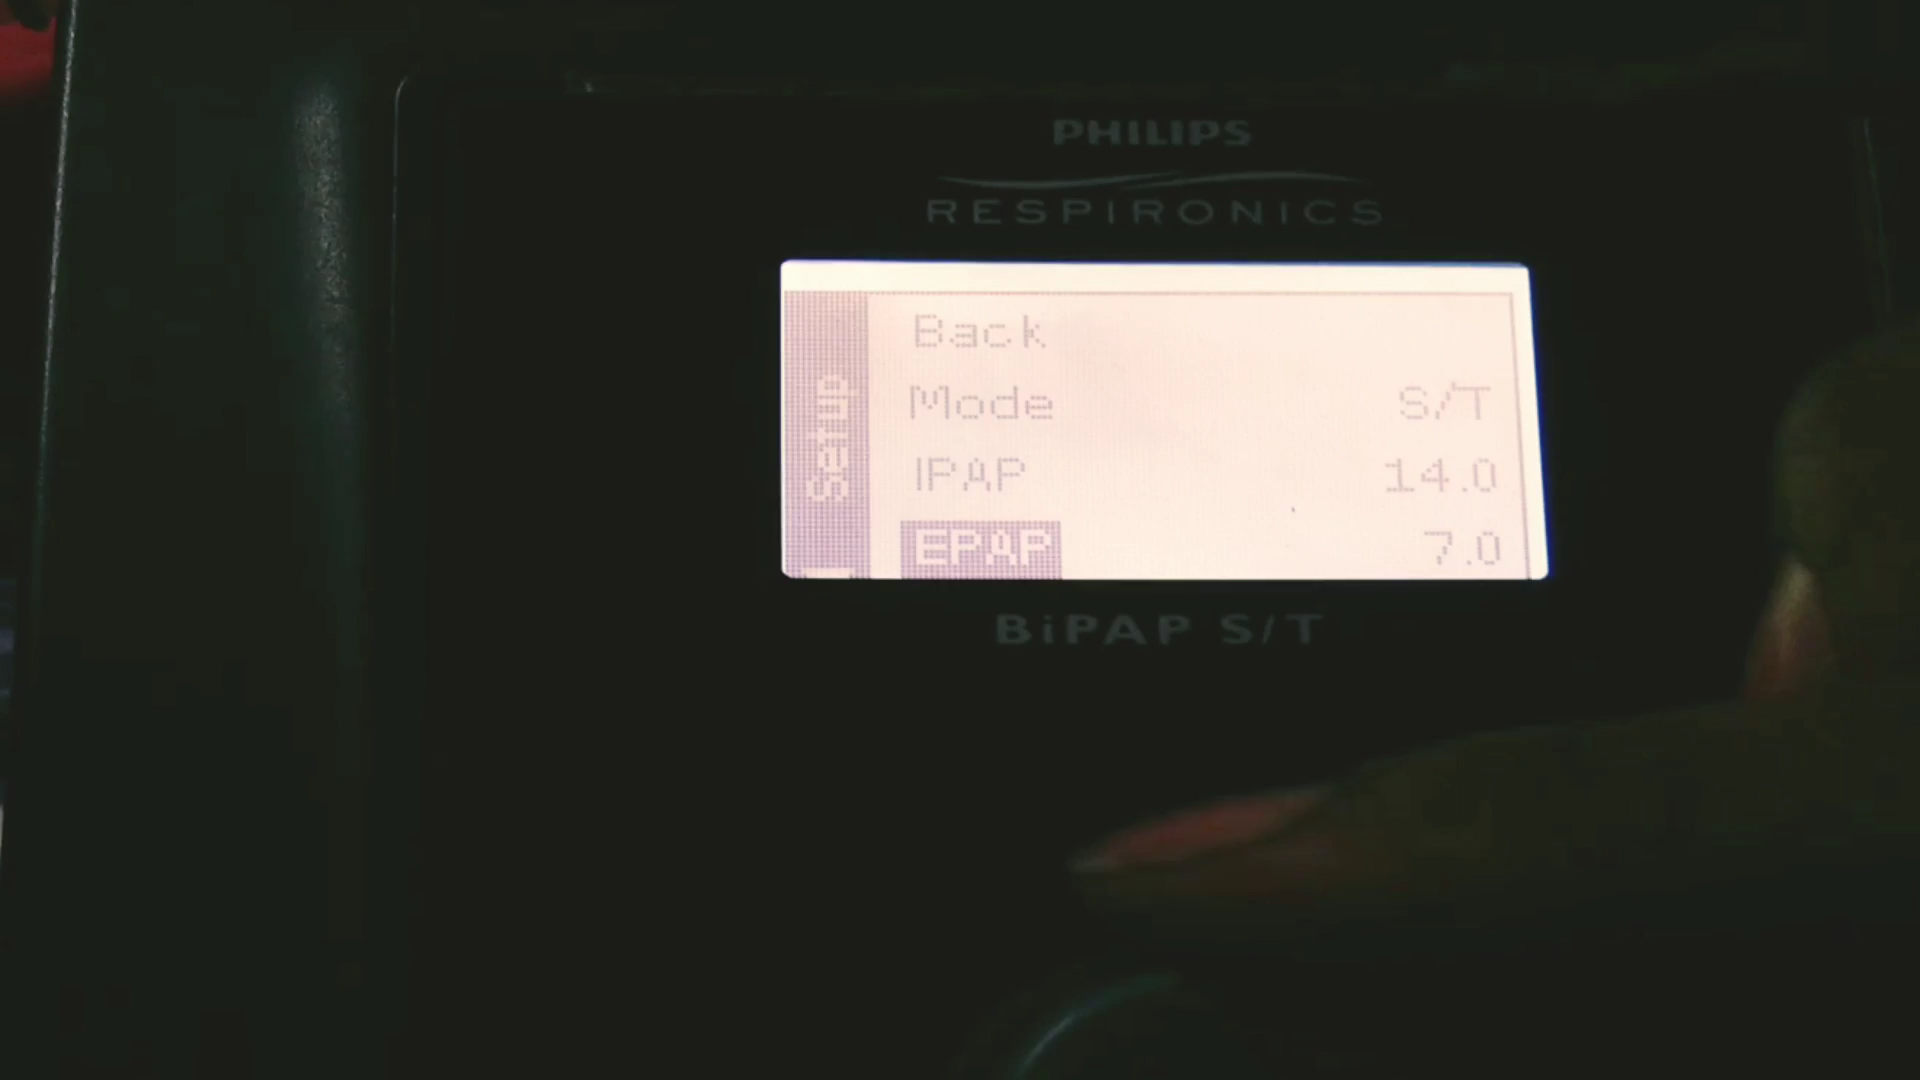 PHILIPS
RESPIRONICS
Setup
Back
Mode S/T
IPAP 14.0
EPAP 7.0
BiPAP S/T